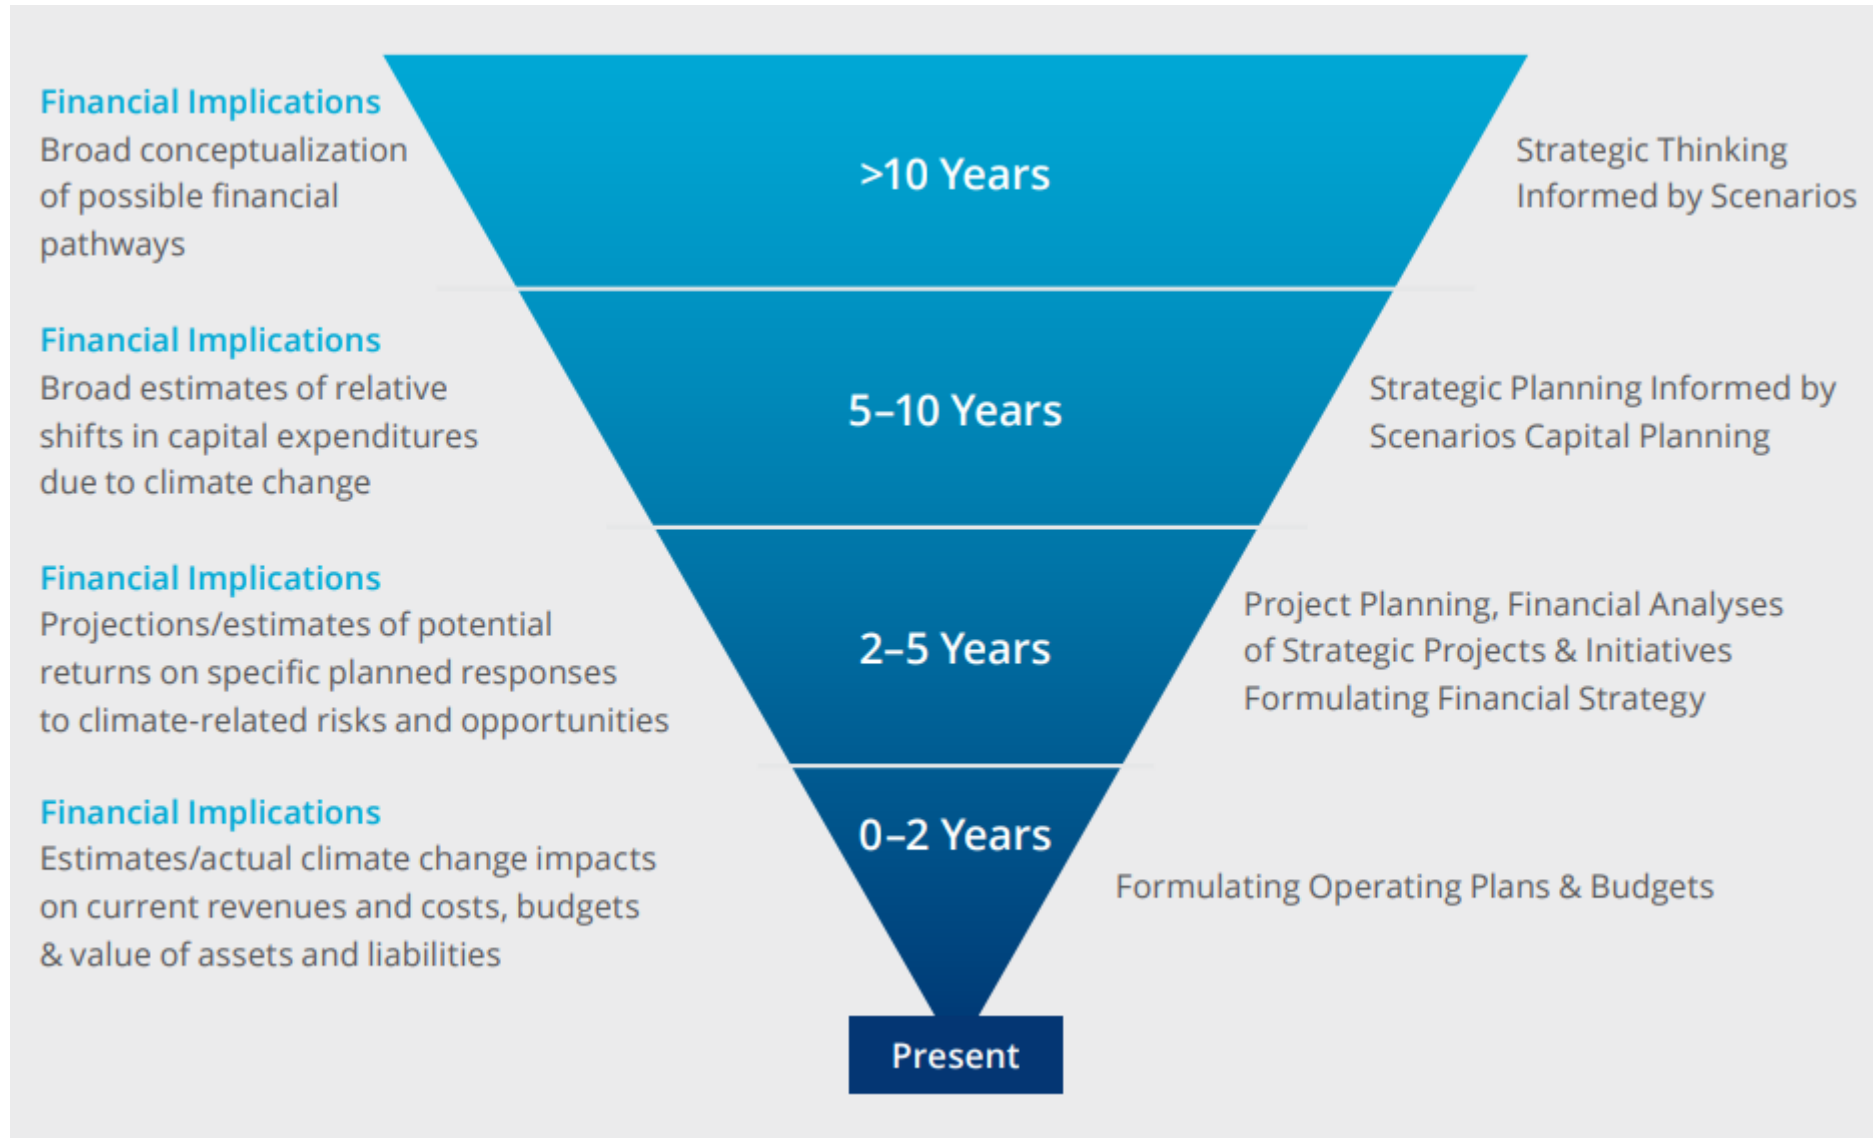 Financial Implications
Broad conceptualization
of possible financial
pathways
>10 Years
Strategic Thinking
Informed by Scenarios
Financial Implications
Broad estimates of relative
shifts in capital expenditures
due to climate change
5–10 Years
Strategic Planning Informed by
Scenarios Capital Planning
Financial Implications
Projections/estimates of potential
returns on specific planned responses
to climate-related risks and opportunities
2–5 Years
Project Planning, Financial Analyses
of Strategic Projects & Initiatives
Formulating Financial Strategy
Financial Implications
Estimates/actual climate change impacts
on current revenues and costs, budgets
& value of assets and liabilities
0–2 Years
Formulating Operating Plans & Budgets
Present